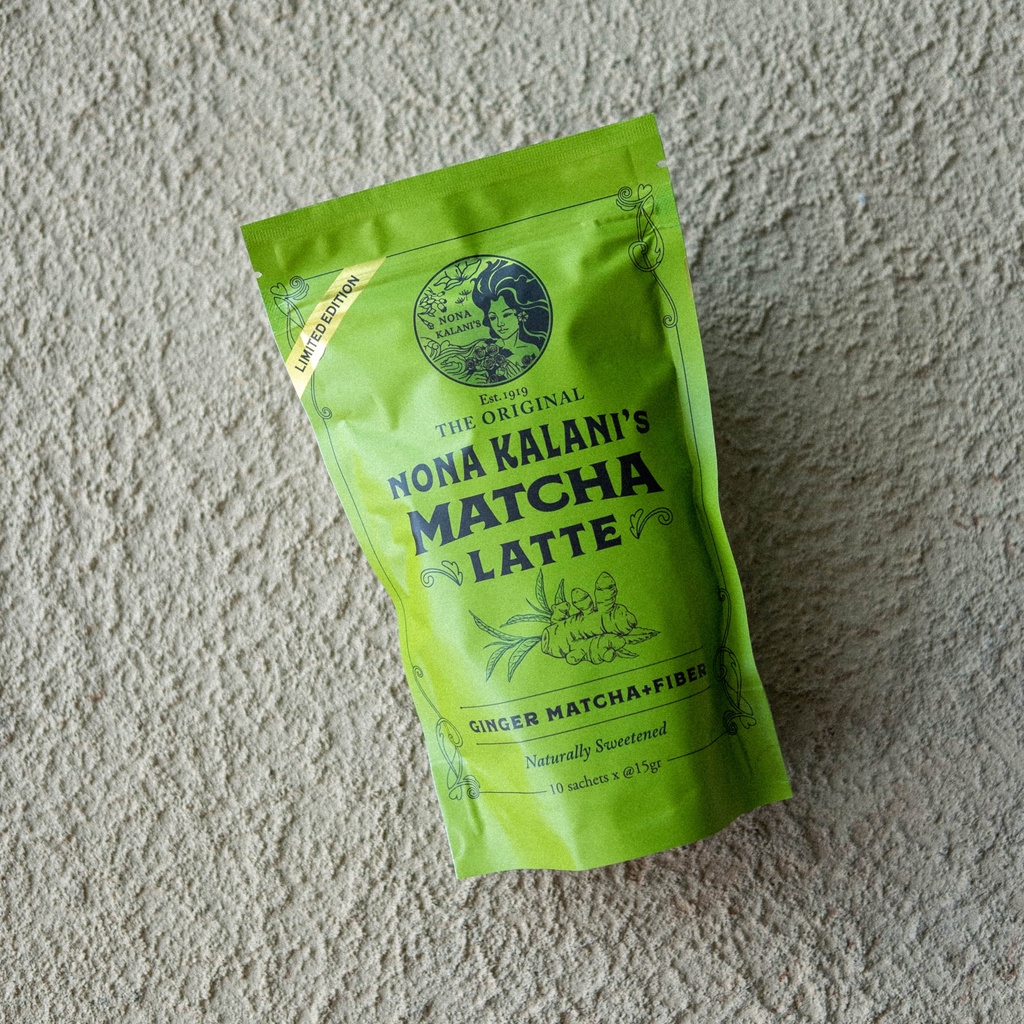 LIMITED EDITION
NONA
KALANI'S
Est. 1919
THE ORIGINAL
NONA KALANI'S
MATCHA
LATTE
GINGER MATCHA+FIBER
Naturally Sweetened
10 sachets x @15gr